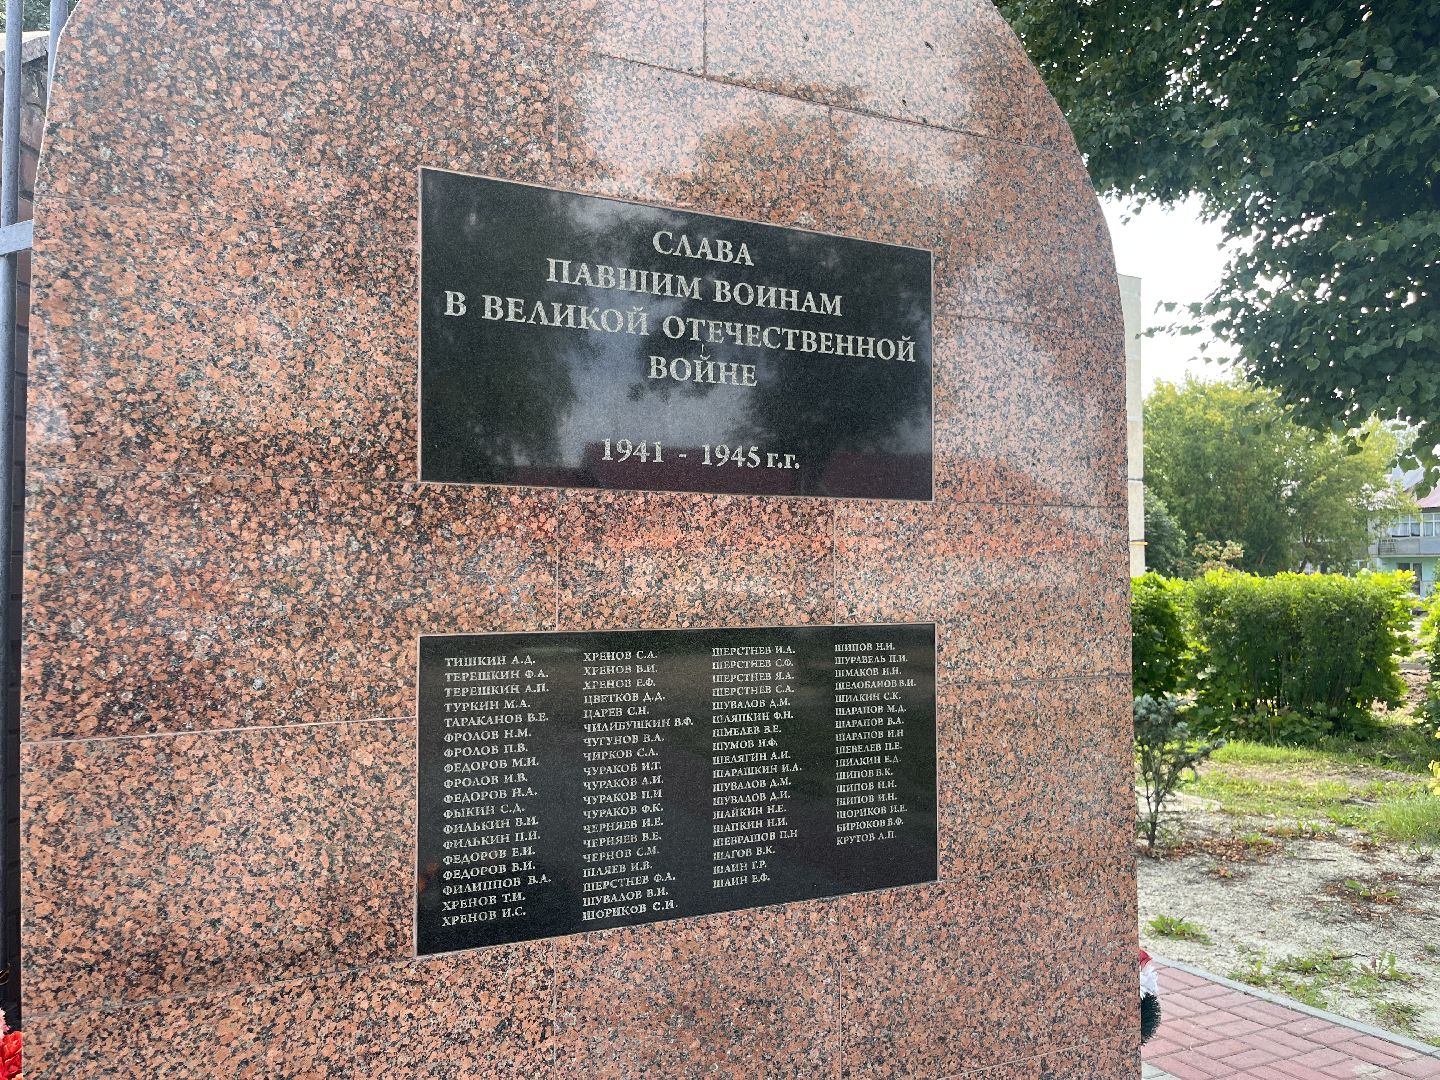 СЛАВА
ПАВШИМ ВОИНАМ
В ВЕЛИКОЙ ОТЕЧЕСТВЕННОЙ
ВОЙНЕ
1941 - 1945 г.г.
ТИШКИН А.Д.
ТЕРЕШКИН Ф.А.
ТЕРЕШКИН А.П.
ТУРКИН М.А.
ТАРАКАНОВ В.Е.
ФРОЛОВ Н.М.
ФРОЛОВ П.В.
ФЕДОРОВ М.И.
ФРОЛОВ И.В.
ФЕДОРОВ Н.А.
ФЫКИН С.Д.
ФИЛЬКИН В.И.
ФИЛЬКИН П.И.
ФЕДОРОВ Е.И.
ФЕДОРОВ В.И.
ФИЛИППОВ В.А.
ХРЕНОВ Т.И.
ХРЕНОВ И.С.
ХРЕНОВ С.А.
ХРЕНОВ В.И.
ХРЕНОВ Е.Ф.
ЦВЕТКОВ Д.Д.
ЦАРЕВ С.Н.
ЧИЛИБУШКИН В.Ф.
ЧУГУНОВ В.А.
ЧИРКОВ С.А.
ЧУРАКОВ И.Т.
ЧУРАКОВ А.И.
ЧУРАКОВ П.И
ЧУРАКОВ Ф.К.
ЧЕРНЯЕВ И.Е.
ЧЕРНЯЕВ В.Е.
ЧЕРНОВ С.М.
ШЛЯЕВ И.В.
ШЕРСТНЕВ Ф.А.
ШУВАЛОВ В.И.
ШОРИКОВ С.И.
ШЕРСТНЕВ И.А.
ШЕРСТНЕВ С.Ф.
ШЕРСТНЕВ Я.А.
ШЕРСТНЕВ С.А.
ШУВАЛОВ Д.М.
ШЛЯПКИН Ф.Н.
ШМЕЛЕВ В.Е.
ШУМОВ И.Ф.
ШЕЛЯГИН А.И.
ШАРАШКИН И.А.
ШУВАЛОВ Д.М.
ШУВАЛОВ Д.И.
ШАЙКИН Н.Е.
ШАПКИН Н.И.
ШЕВРАШОВ П.Н
ШАГОВ В.К.
ШАИН Г.Р.
ШАИН Е.Ф.
ШИПОВ Н.И.
ШУРАВЕЛЬ П.И.
ШМАКОВ И.Н.
ШЕЛОБАНОВ В.И.
ШИЛКИН С.К.
ШАРАПОВ М.Д.
ШАРАПОВ В.А.
ШАРАПОВ И.Н
ШЕВЕЛЕВ П.Е.
ШИЛКИН Е.Д.
ШИПОВ В.К.
ШИПОВ Н.И.
ШИПОВ И.Н.
ШОРИКОВ И.Е.
БИРЮКОВ В.Ф.
КРУТОВ А.П.